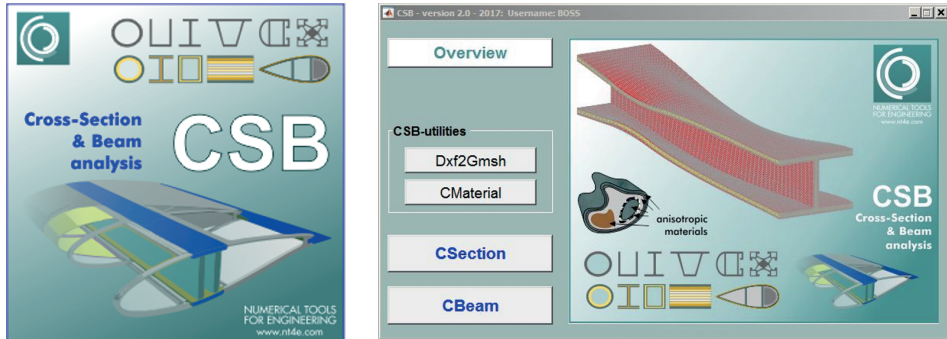 Cross-Section
& Beam
analysis
CSB
NUMERICAL TOOLS
FOR ENGINEERING
www.nt4e.com
CSB - version 2.0 - 2017: Username: BOSS
Overview
CSB-utilities
Dxf2Gmsh
CMaterial
CSection
CBeam
NUMERICAL TOOLS
FOR ENGINEERING
www.nt4e.com
anisotropic
materials
CSB
Cross-Section
& Beam
analysis